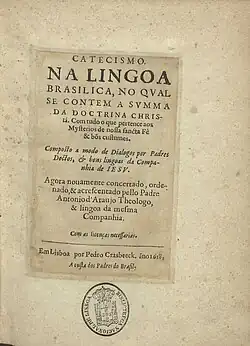 CATECISMO
NA LINGOA
BRASILICA, NO QVAL
SE CONTEM A SVMMA
DA DOCTRINA CHRIS-
tã. Com tudo o que pertence aos
Mysterios de nossa sancta Fè
& bõs custumes.
Composto a modo de Dialogos por Padres
Doctos, & bons lingoas da Compa-
nhia de IESV.
Agora nouamente concertado, orde-
nado, & acrescentado pello Padre
Antonio d'Araujo Theologo,
& lingoa da mesma
Companhia.
Com as licenças necessarias.
Em Lisboa por Pedro Crasbeeck. ãno 1618,
A custa dos Padres do Brasil,